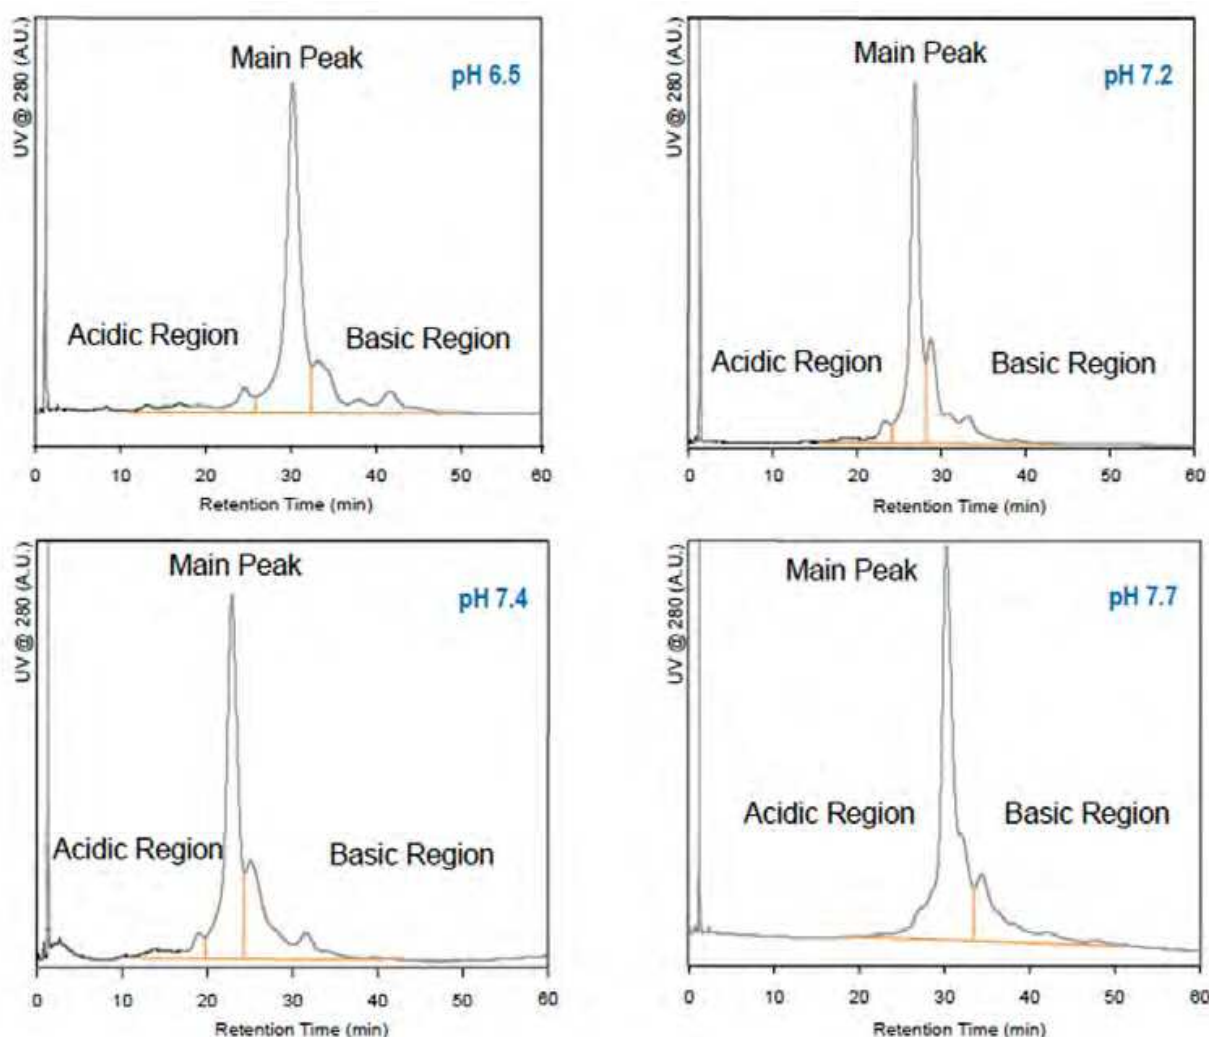 UV @ 280 (A.U.)
Main Peak
pH 6.5
Acidic Region
Basic Region
0 10 20 30 40 50 60
Retention Time (min)
UV @ 280 (A.U.)
Main Peak
pH 7.2
Acidic Region
Basic Region
0 10 20 30 40 50 60
Retention Time (min)
UV @ 280 (A.U.)
Main Peak
pH 7.4
Acidic Region
Basic Region
0 10 20 30 40 50 60
Retention Time (min)
UV @ 280 (A.U.)
Main Peak
pH 7.7
Acidic Region
Basic Region
0 10 20 30 40 50 60
Retention Time (min)